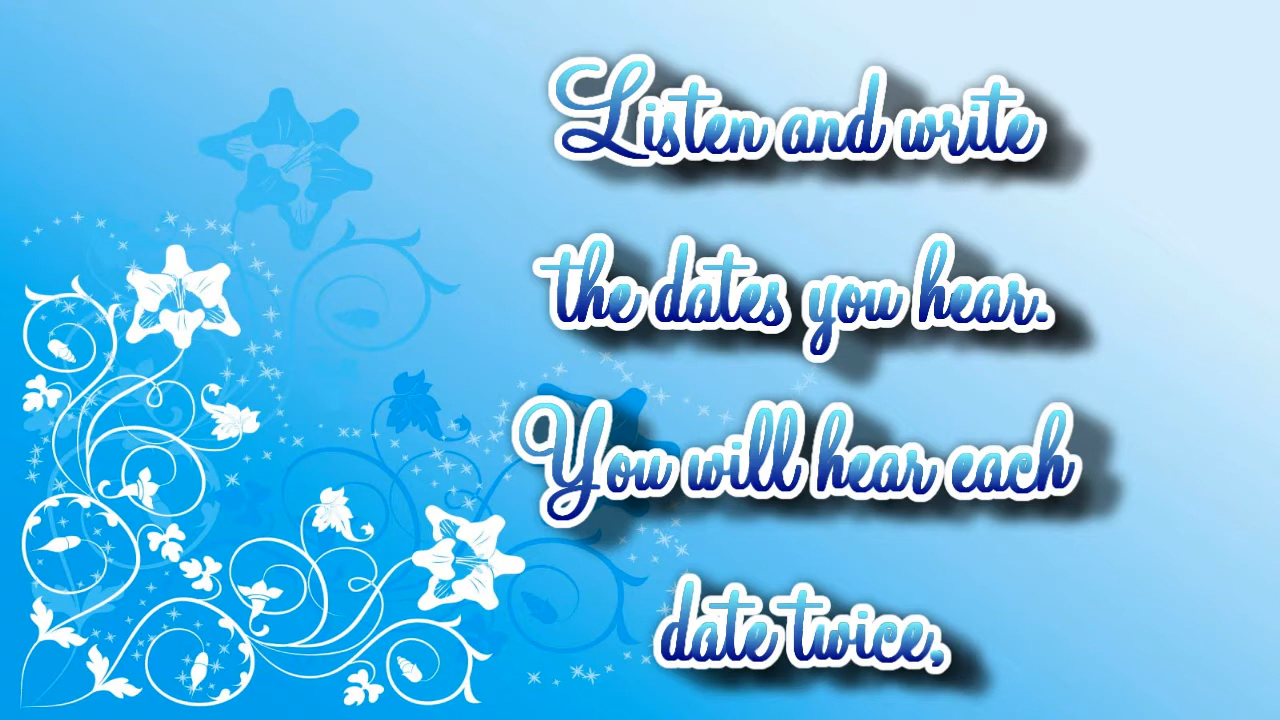 Listen and write
the dates you hear.
You will hear each
date twice,